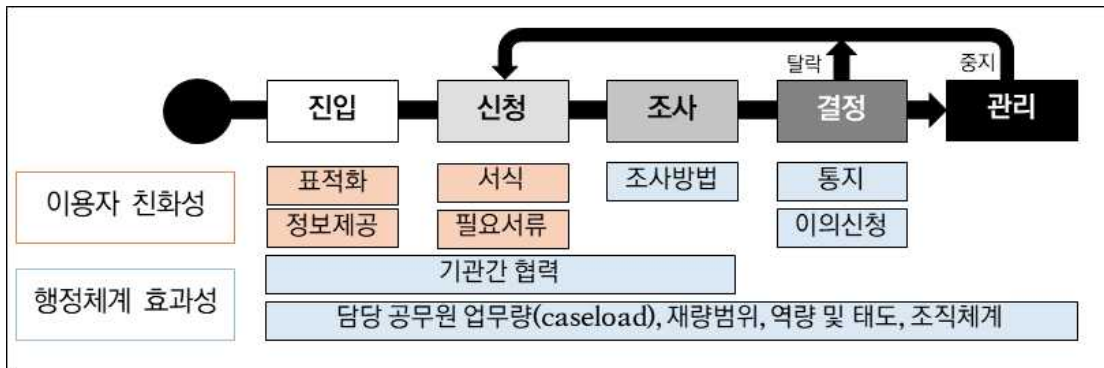 탈락
중지
진입
신청
조사
결정
관리
이용자 친화성
표적화
서식
조사방법
통지
정보제공
필요서류
이의신청
행정체계 효과성
기관간 협력
담당 공무원 업무량(caseload), 재량범위, 역량 및 태도, 조직체계